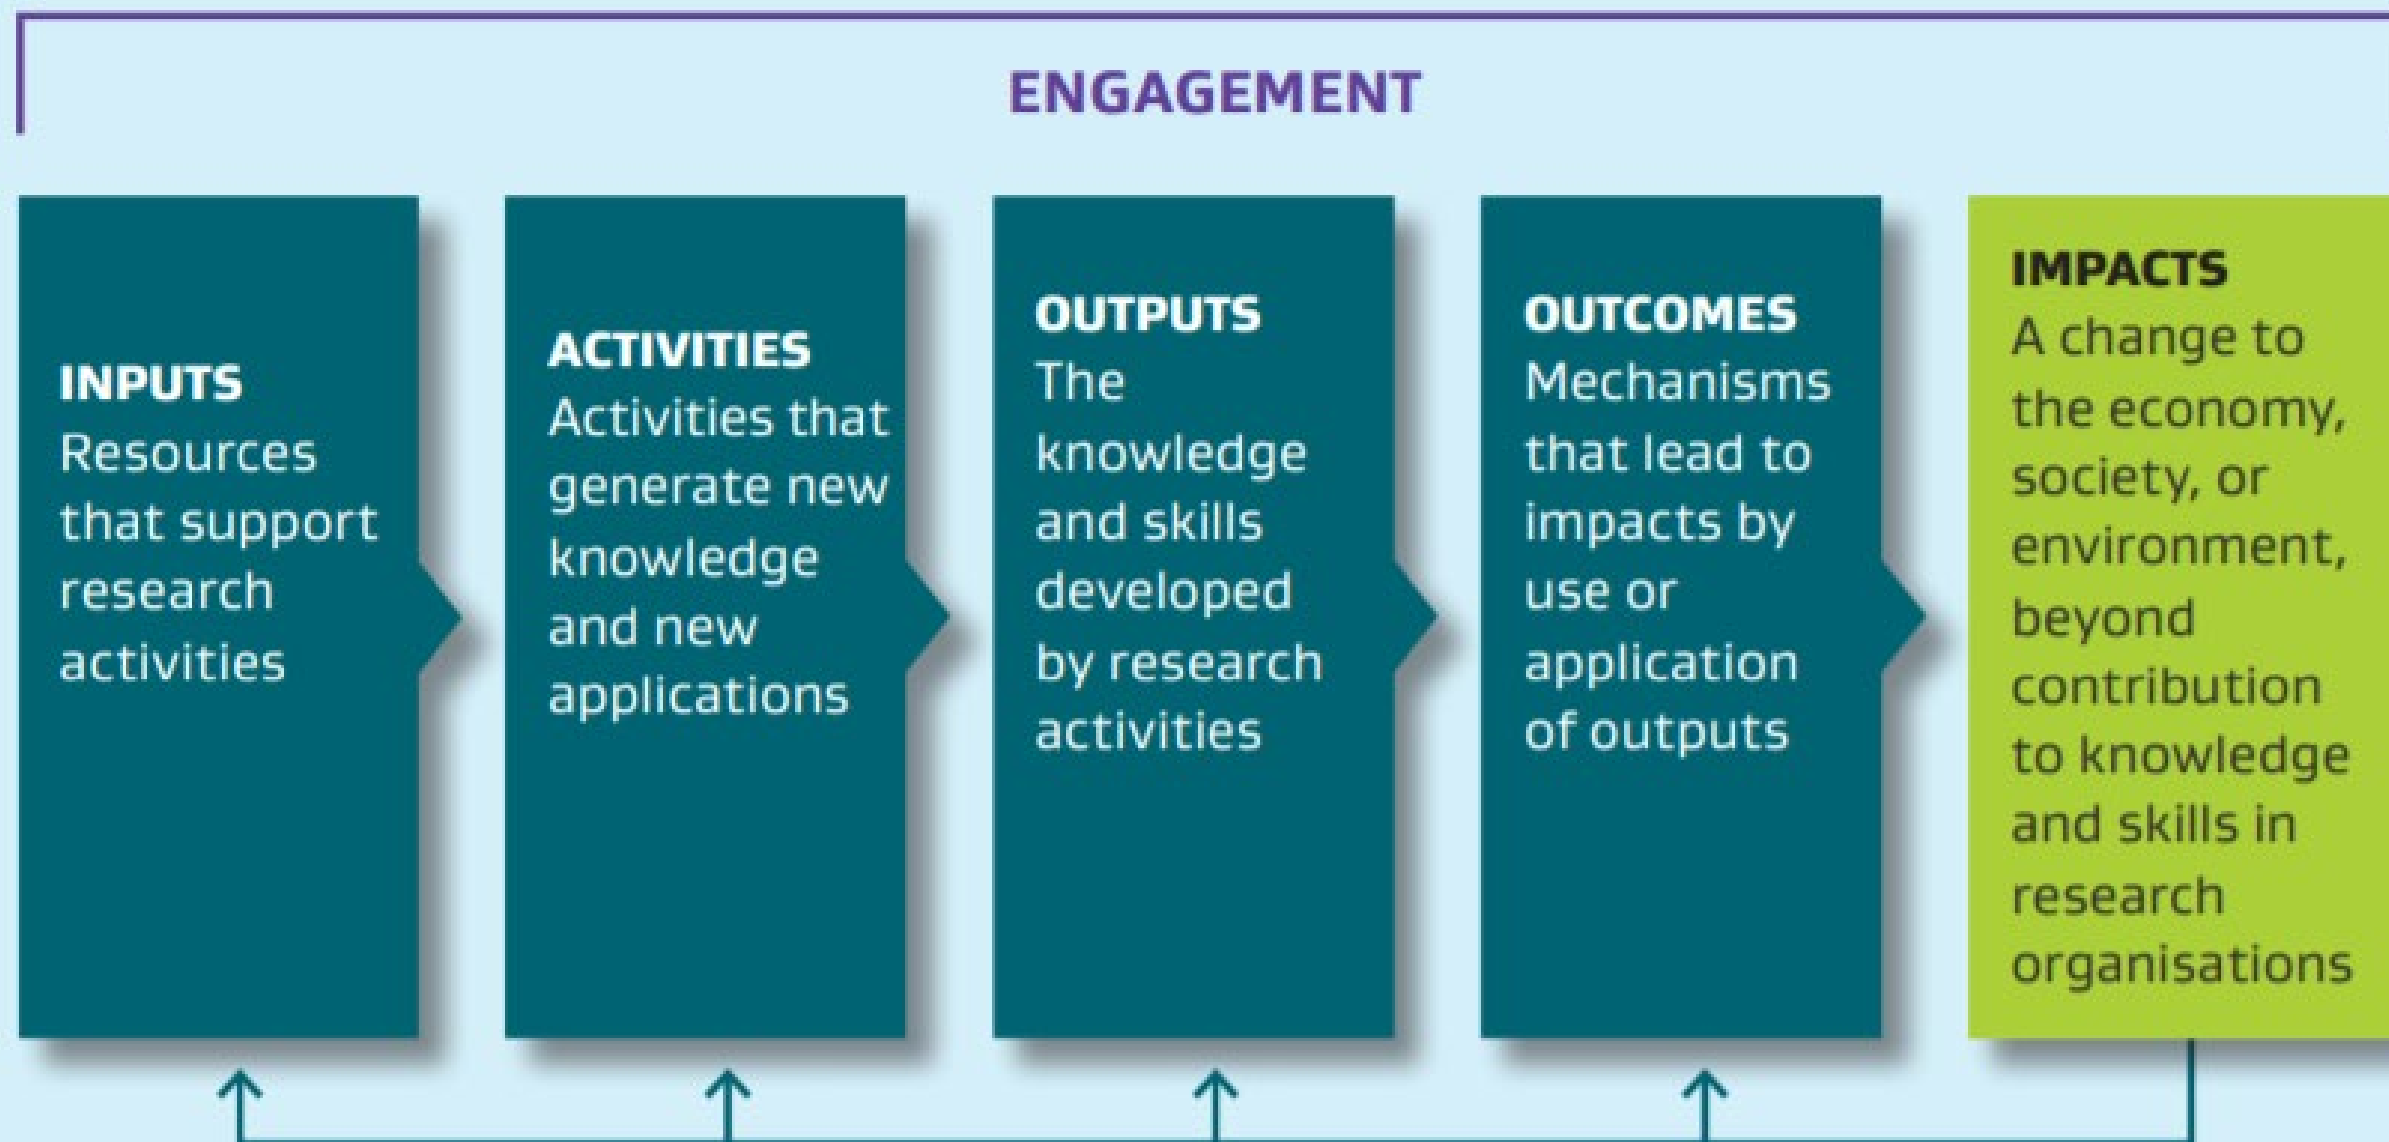 ENGAGEMENT
INPUTS
Resources
that support
research
activities
ACTIVITIES
Activities that
generate new
knowledge
and new
applications
OUTPUTS
The
knowledge
and skills
developed
by research
activities
OUTCOMES
Mechanisms
that lead to
impacts by
use or
application
of outputs
IMPACTS
A change to
the economy,
society, or
environment,
beyond
contribution
to knowledge
and skills in
research
organisations